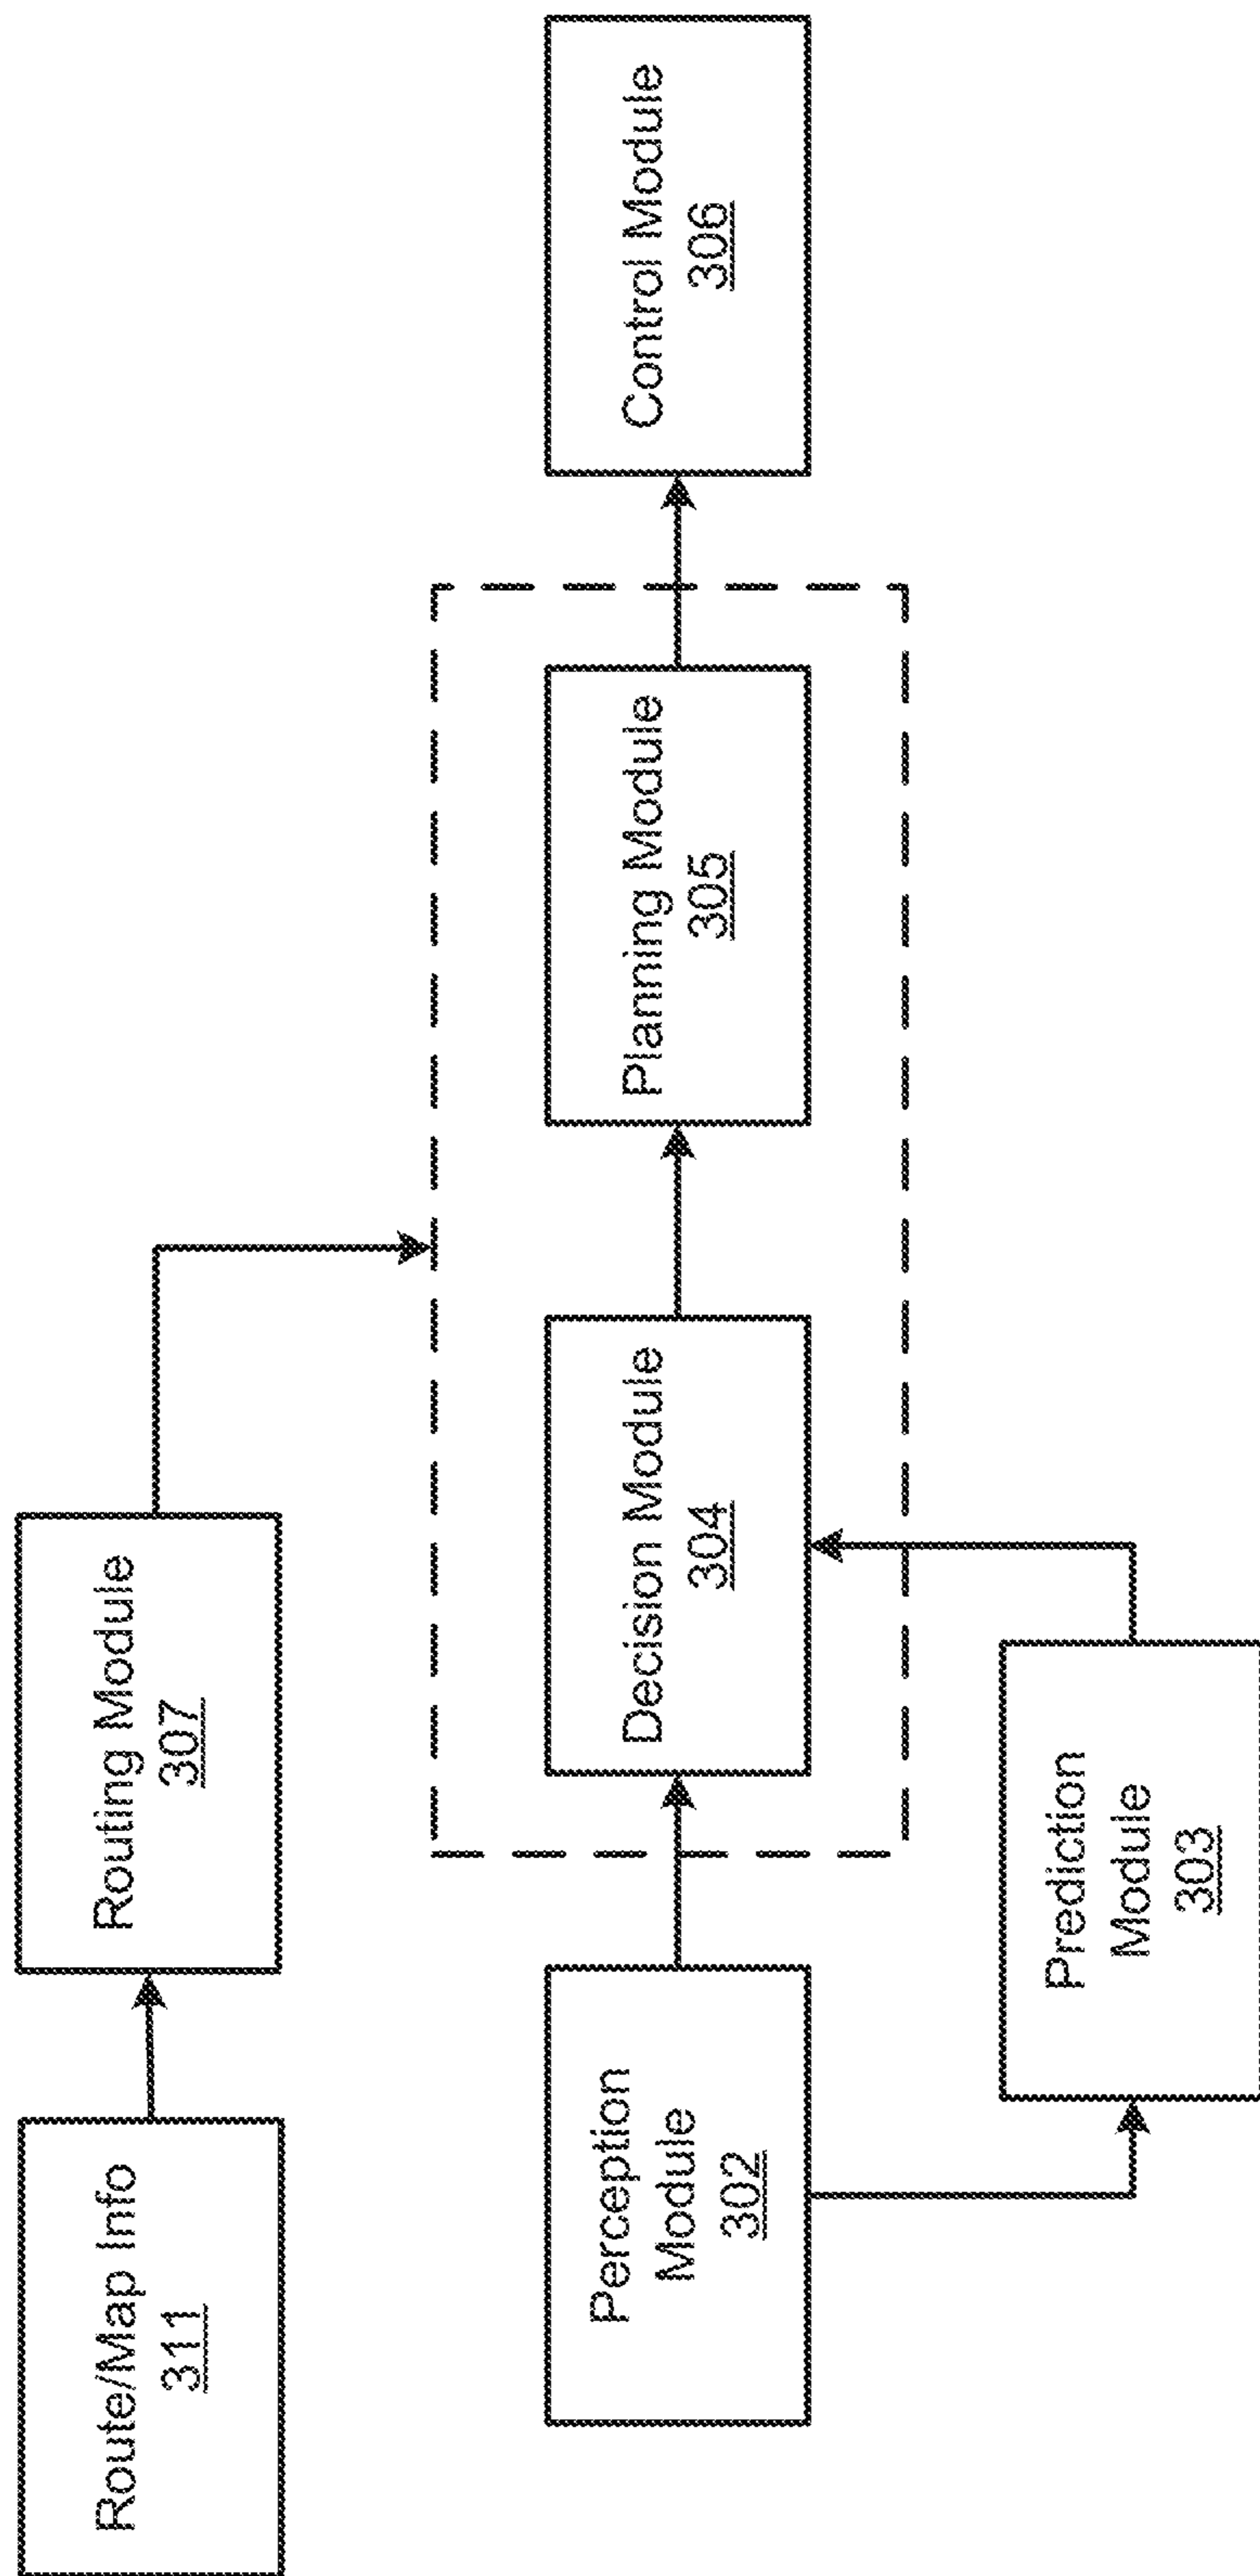 Route/Map Info
311
Routing Module
307
Perception
Module
302
Decision Module
304
Planning Module
305
Control Module
306
Prediction
Module
303